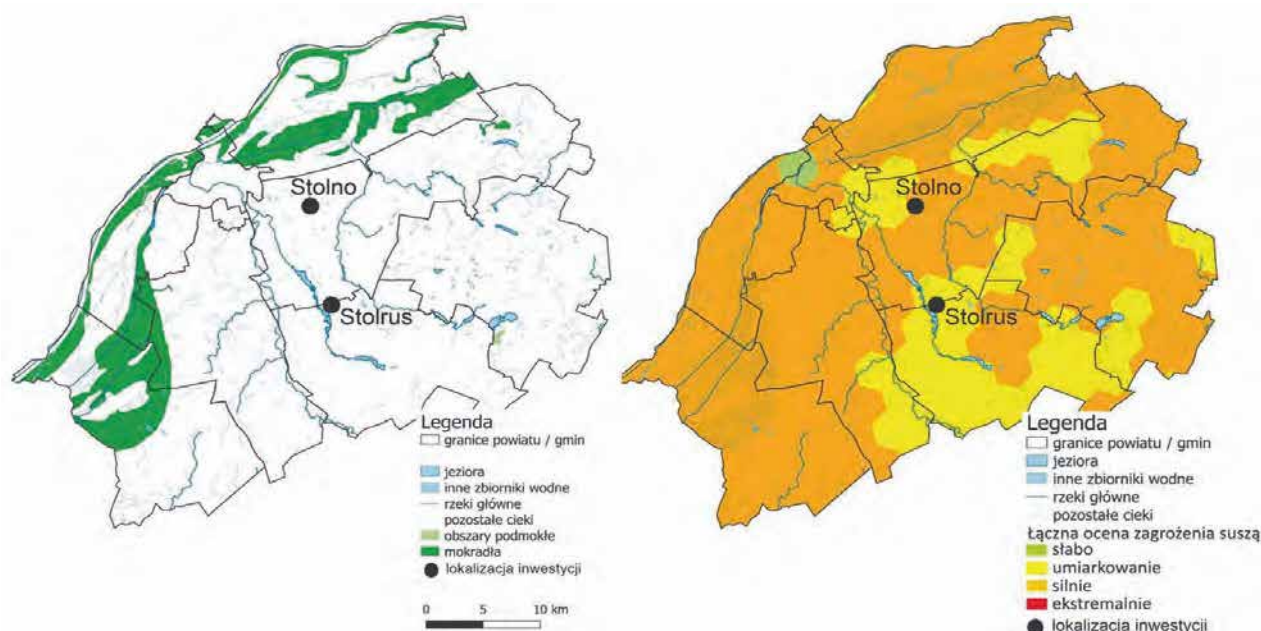 Stolno
Stolrus
Legenda
granice powiatu / gmin
jeziora
inne zbiorniki wodne
rzeki główne
pozostałe cieki
obszary podmokłe
mokradła
lokalizacja inwestycji
0 5 10 km
Stolno
Stolrus
Legenda
granice powiatu / gmin
jeziora
inne zbiorniki wodne
rzeki główne
pozostałe cieki
Łączna ocena zagrożenia suszą
słabo
umiarkowanie
silnie
ekstremalnie
lokalizacja inwestycji